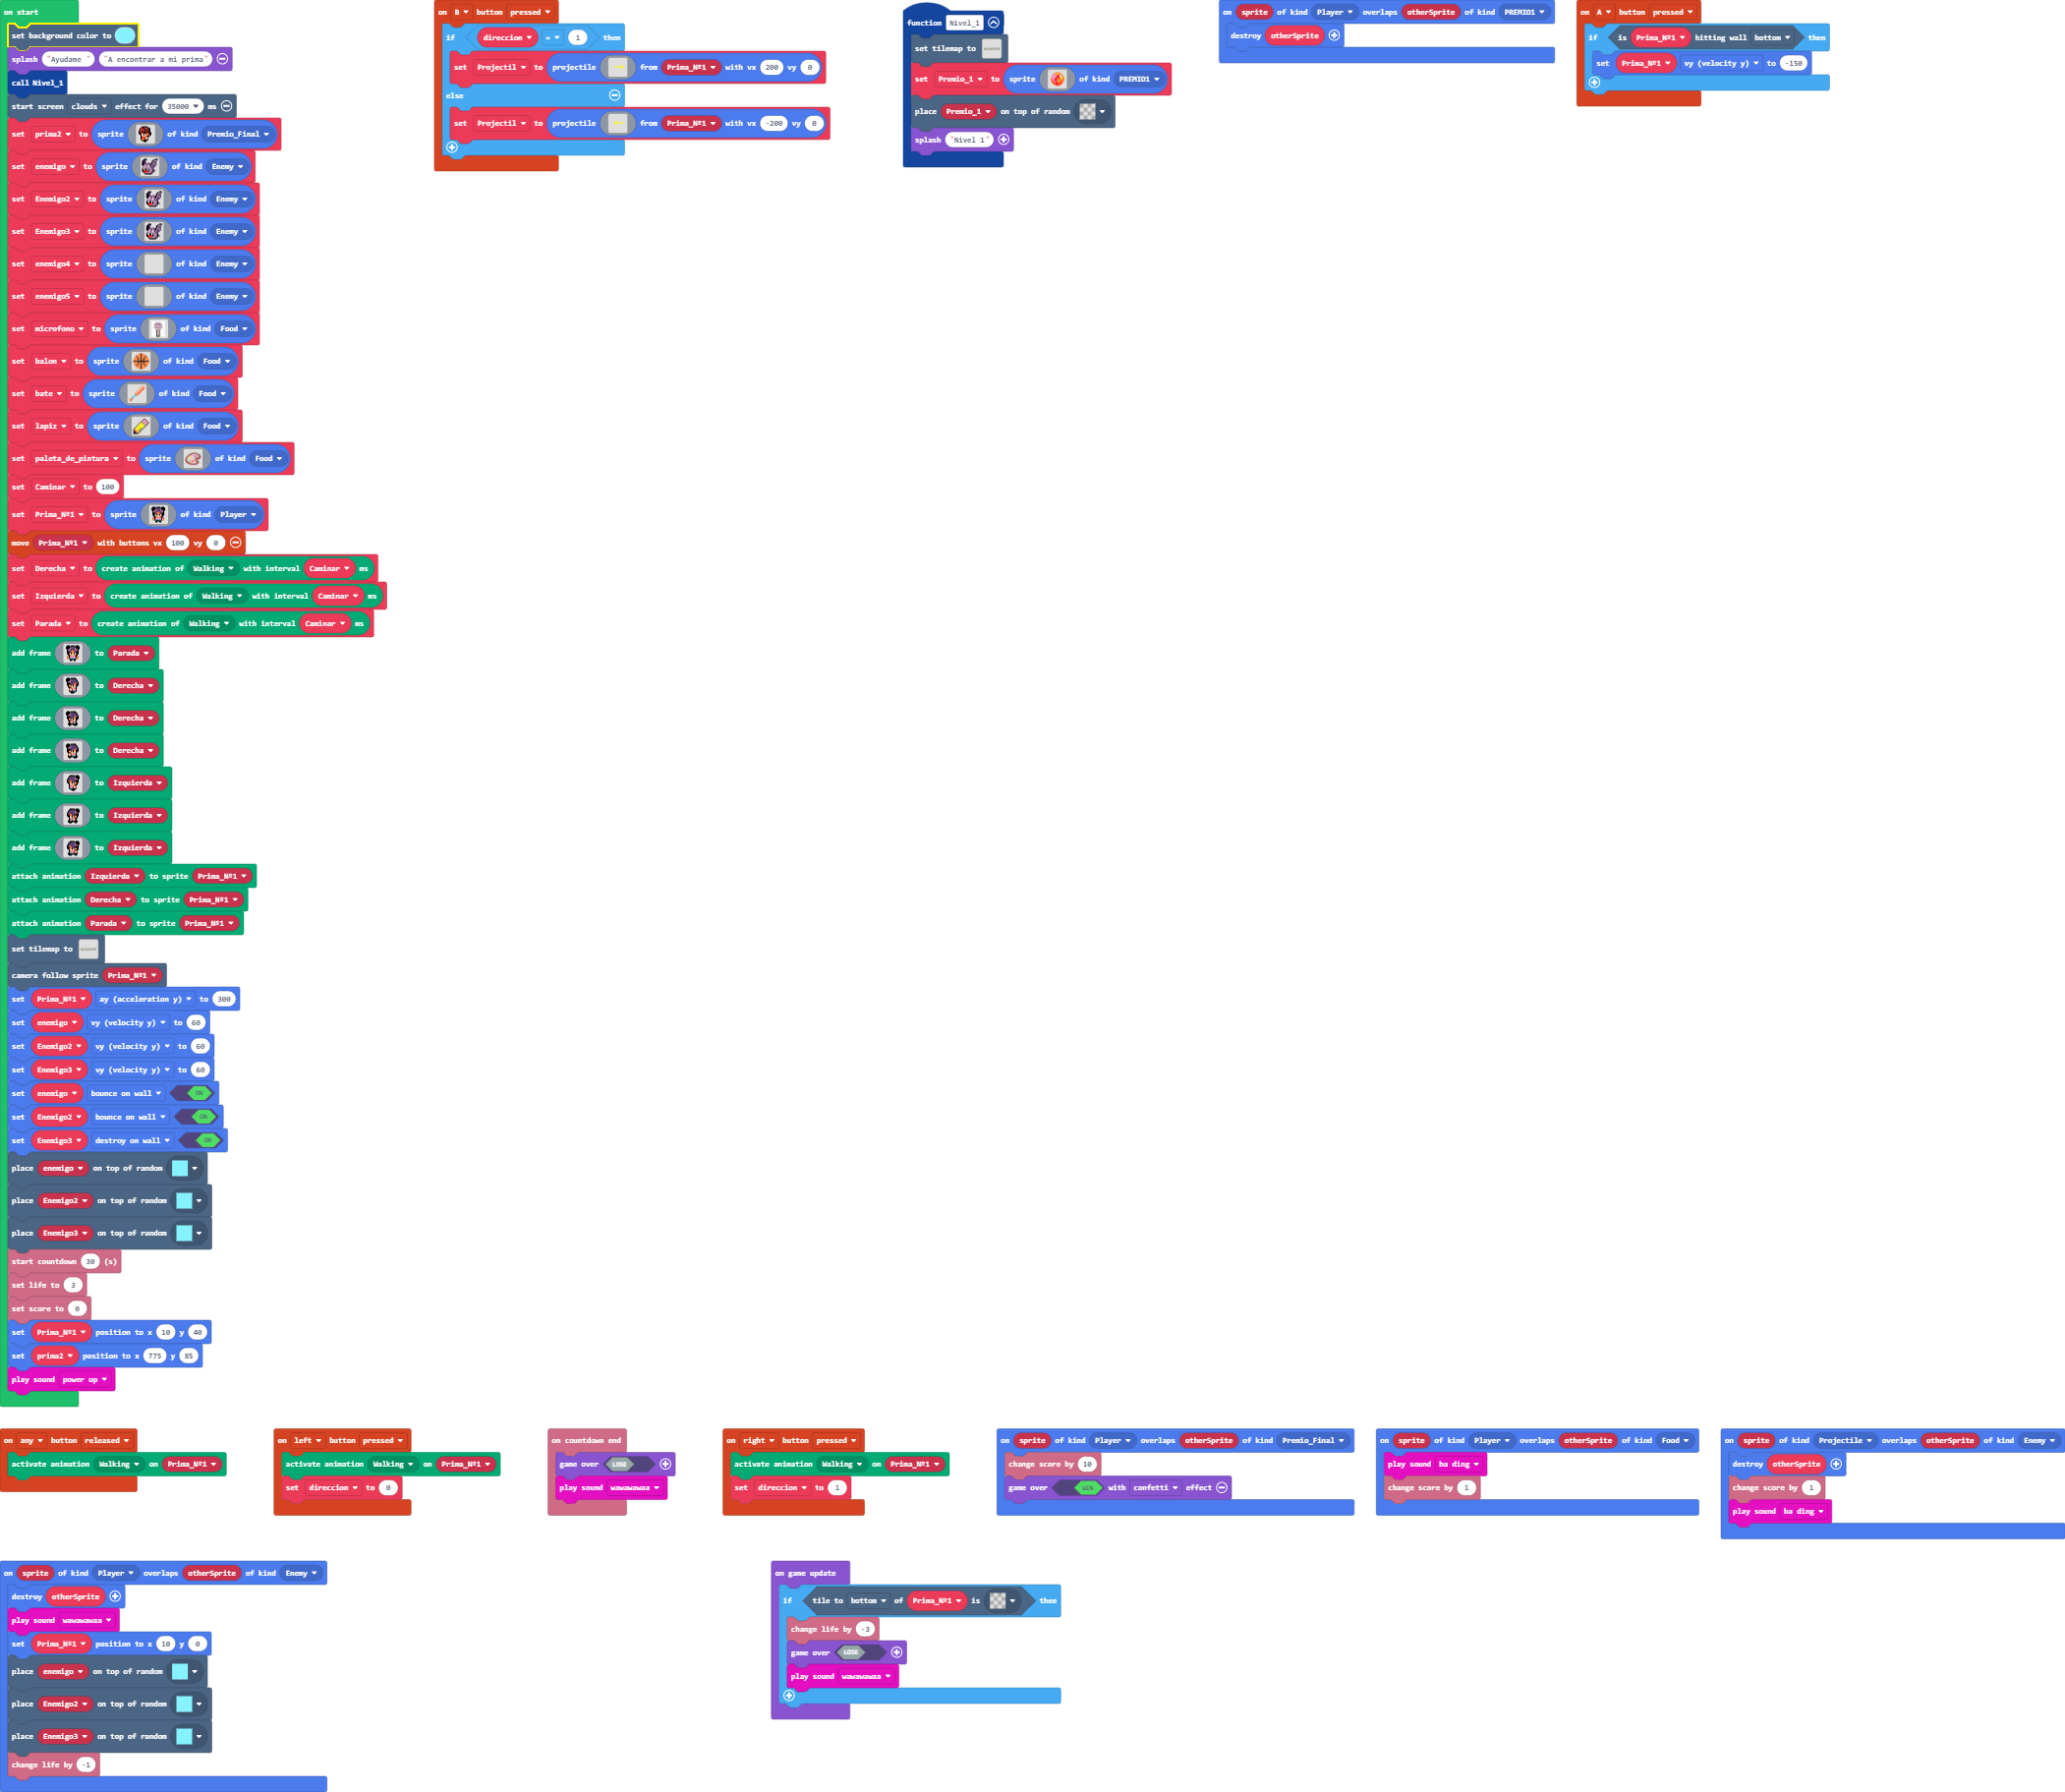 on start
set background color to
splash "Ayudame " "A encontrar a mi prima"
call Nivel_1
start screen clouds effect for 35000 ms
set prima2 to sprite of kind Premio_Final
set enemigo to sprite of kind Enemy
set Enemigo2 to sprite of kind Enemy
set Enemigo3 to sprite of kind Enemy
set enemigo4 to sprite of kind Enemy
set enemigo5 to sprite of kind Enemy
set microfono to sprite of kind Food
set balon to sprite of kind Food
set bate to sprite of kind Food
set lapiz to sprite of kind Food
set paleta_de_pintura to sprite of kind Food
set Caminar to 100
set Prima_Nº1 to sprite of kind Player
move Prima_Nº1 with buttons vx 100 vy 0
set Derecha to create animation of Walking with interval Caminar ms
set Izquierda to create animation of Walking with interval Caminar ms
set Parada to create animation of Walking with interval Caminar ms
add frame to Parada
add frame to Derecha
add frame to Derecha
add frame to Derecha
add frame to Izquierda
add frame to Izquierda
add frame to Izquierda
attach animation Izquierda to sprite Prima_Nº1
attach animation Derecha to sprite Prima_Nº1
attach animation Parada to sprite Prima_Nº1
set tilemap to
camera follow sprite Prima_Nº1
set Prima_Nº1 ay (acceleration y) to 300
set enemigo vy (velocity y) to 60
set Enemigo2 vy (velocity y) to 60
set Enemigo3 vy (velocity y) to 60
set enemigo bounce on wall ON
set Enemigo2 bounce on wall ON
set Enemigo3 destroy on wall ON
place enemigo on top of random
place Enemigo2 on top of random
place Enemigo3 on top of random
start countdown 30 (s)
set life to 3
set score to 0
set Prima_Nº1 position to x 10 y 40
set prima2 position to x 775 y 85
play sound power up
on B button pressed
if direccion = 1 then
set Projectil to projectile from Prima_Nº1 with vx 200 vy 0
else
set Projectil to projectile from Prima_Nº1 with vx -200 vy 0
function Nivel_1
set tilemap to
set Premio_1 to sprite of kind PREMIO1
place Premio_1 on top of random
splash "Nivel 1"
on sprite of kind Player overlaps otherSprite of kind PREMIO1
destroy otherSprite
on A button pressed
if is Prima_Nº1 hitting wall bottom then
set Prima_Nº1 vy (velocity y) to -150
on any button released
activate animation Walking on Prima_Nº1
on left button pressed
activate animation Walking on Prima_Nº1
set direccion to 0
on countdown end
game over LOSE
play sound wawawawaa
on right button pressed
activate animation Walking on Prima_Nº1
set direccion to 1
on sprite of kind Player overlaps otherSprite of kind Premio_Final
change score by 10
game over WIN with confetti effect
on sprite of kind Player overlaps otherSprite of kind Food
play sound ba ding
change score by 1
on sprite of kind Projectile overlaps otherSprite of kind Enemy
destroy otherSprite
change score by 1
play sound ba ding
on sprite of kind Player overlaps otherSprite of kind Enemy
destroy otherSprite
play sound wawawawaa
set Prima_Nº1 position to x 10 y 0
place enemigo on top of random
place Enemigo2 on top of random
place Enemigo3 on top of random
change life by -1
on game update
if tile to bottom of Prima_Nº1 is then
change life by -3
game over LOSE
play sound wawawawaa